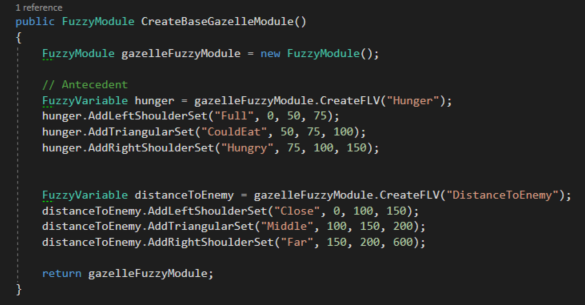 1 reference
public FuzzyModule CreateBaseGazelleModule()
{
FuzzyModule gazelleFuzzyModule = new FuzzyModule();
// Antecedent
FuzzyVariable hunger = gazelleFuzzyModule.CreateFLV("Hunger");
hunger.AddLeftShoulderSet("Full", 0, 50, 75);
hunger.AddTriangularSet("CouldEat", 50, 75, 100);
hunger.AddRightShoulderSet("Hungry", 75, 100, 150);
FuzzyVariable distanceToEnemy = gazelleFuzzyModule.CreateFLV("DistanceToEnemy");
distanceToEnemy.AddLeftShoulderSet("Close", 0, 100, 150);
distanceToEnemy.AddTriangularSet("Middle", 100, 150, 200);
distanceToEnemy.AddRightShoulderSet("Far", 150, 200, 600);
return gazelleFuzzyModule;
}